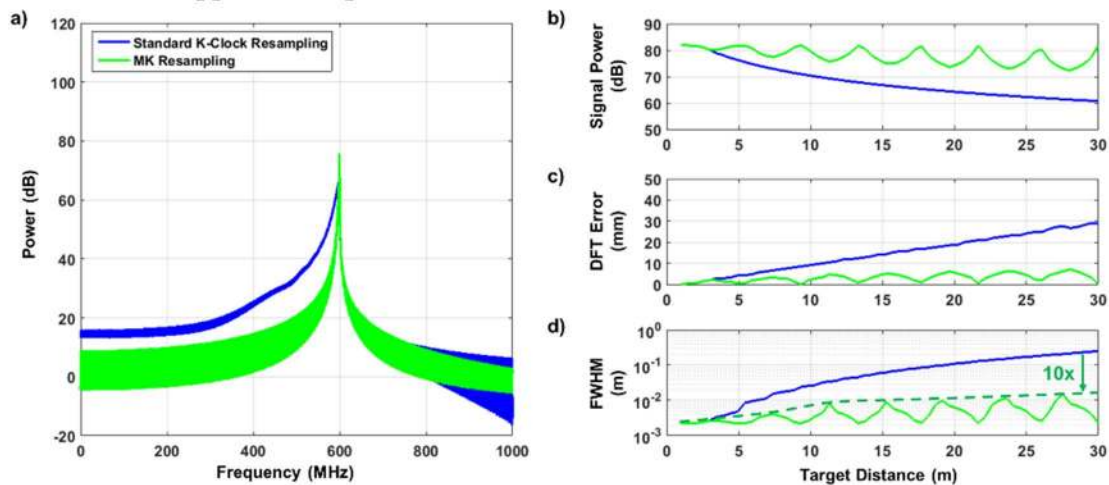 a)
120
100
80
60
40
20
0
-20
0 200 400 600 800 1000
Power (dB)
Frequency (MHz)
Standard K-Clock Resampling
MK Resampling
b)
Signal Power
(dB)
90
80
70
60
50
0 5 10 15 20 25 30
c)
DFT Error
(mm)
50
40
30
20
10
0
0 5 10 15 20 25 30
d)
FWHM
(m)
10⁰
10⁻¹
10⁻²
10⁻³
10x
0 5 10 15 20 25 30
Target Distance (m)